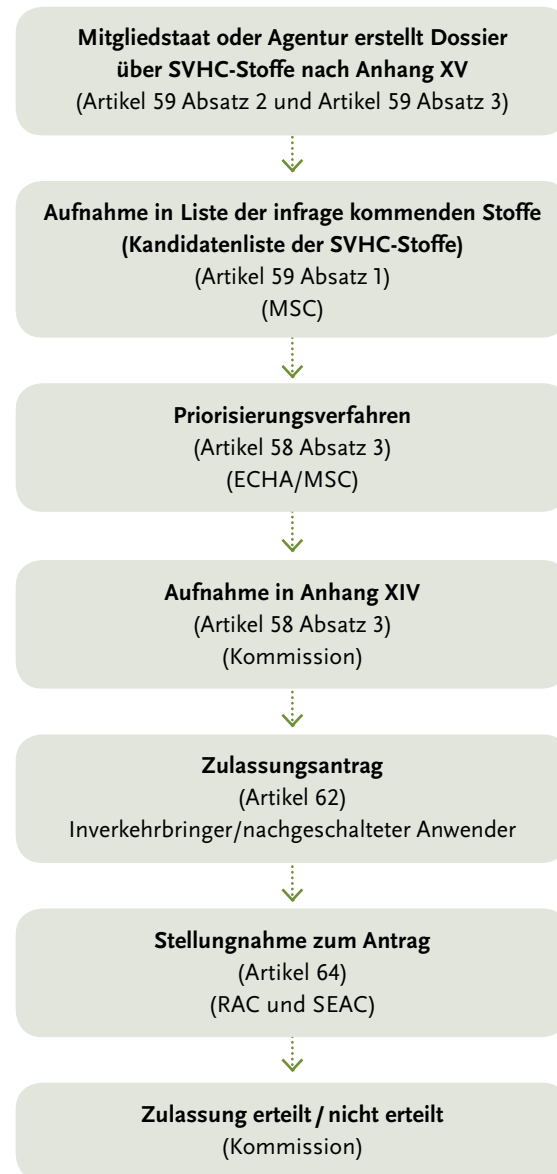 Mitgliedstaat oder Agentur erstellt Dossier
über SVHC-Stoffe nach Anhang XV
(Artikel 59 Absatz 2 und Artikel 59 Absatz 3)
Aufnahme in Liste der infrage kommenden Stoffe
(Kandidatenliste der SVHC-Stoffe)
(Artikel 59 Absatz 1)
(MSC)
Priorisierungsverfahren
(Artikel 58 Absatz 3)
(ECHA/MSC)
Aufnahme in Anhang XIV
(Artikel 58 Absatz 3)
(Kommission)
Zulassungsantrag
(Artikel 62)
Inverkehrbringer/nachgeschalteter Anwender
Stellungnahme zum Antrag
(Artikel 64)
(RAC und SEAC)
Zulassung erteilt / nicht erteilt
(Kommission)